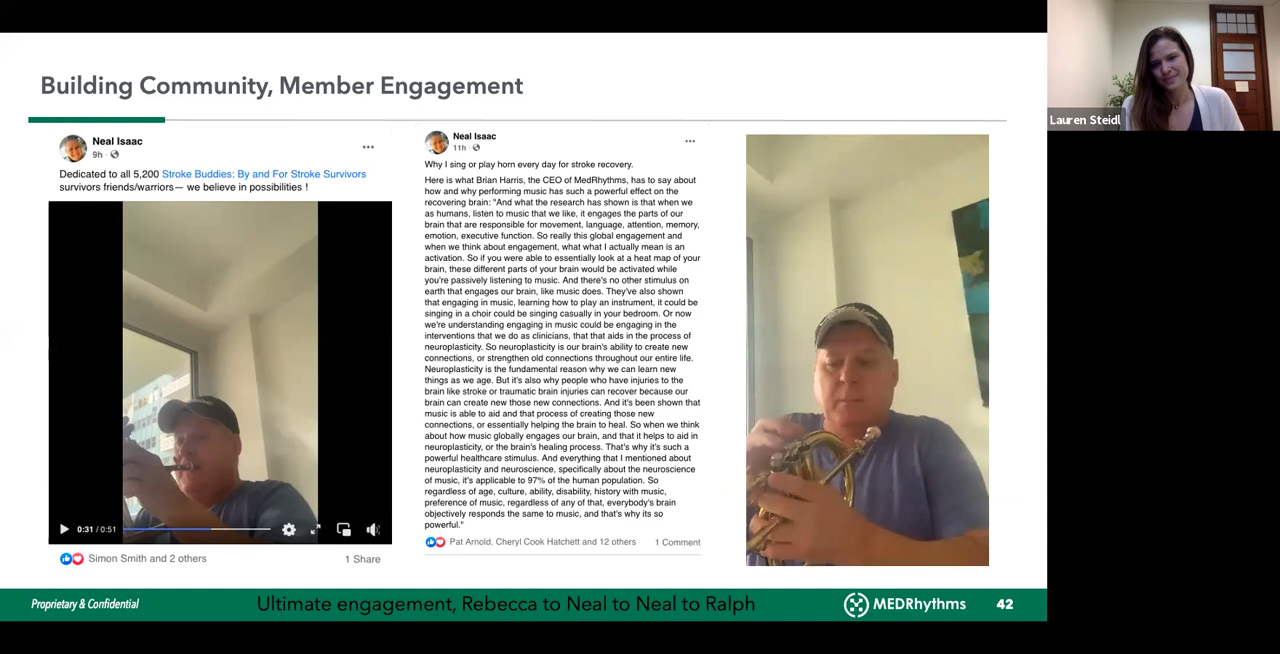 Building Community, Member Engagement
Neal Isaac
9h
Dedicated to all 5,200 Stroke Buddies: By and For Stroke Survivors
survivors friends/warriors— we believe in possibilities !
0:31 / 0:51
Simon Smith and 2 others
1 Share
Neal Isaac
11h
Why I sing or play horn every day for stroke recovery.
Here is what Brian Harris, the CEO of MedRhythms, has to say about
how and why performing music has such a powerful effect on the
recovering brain: "And what the research has shown is that when we
as humans, listen to music that we like, it engages the parts of our
brain that are responsible for movement, language, attention, memory,
emotion, executive function. So really this global engagement and
when we think about engagement, what what I actually mean is an
activation. So if you were able to essentially look at a heat map of your
brain, these different parts of your brain would be activated while
you're passively listening to music. And there's no other stimulus on
earth that engages our brain, like music does. They've also shown
that engaging in music, learning how to play an instrument, it could be
singing in a choir could be singing casually in your bedroom. Or now
we're understanding engaging in music could be engaging in the
interventions that we do as clinicians, that that aids in the process of
neuroplasticity. So neuroplasticity is our brain's ability to create new
connections, or strengthen old connections throughout our entire life.
Neuroplasticity is the fundamental reason why we can learn new
things as we age. But it's also why people who have injuries to the
brain like stroke or traumatic brain injuries can recover because our
brain can create new those new connections. And it's been shown that
music is able to aid and that process of creating those new
connections, or essentially helping the brain to heal. So when we think
about how music globally engages our brain, and that it helps to aid in
neuroplasticity, or the brain's healing process. That's why it's such a
powerful healthcare stimulus. And everything that I mentioned about
neuroplasticity and neuroscience, specifically about the neuroscience
of music, it's applicable to 97% of the human population. So
regardless of age, culture, ability, disability, history with music,
preference of music, regardless of any of that, everybody's brain
objectively responds the same to music, and that's why its so
powerful."
Pat Arnold, Cheryl Cook Hatchett and 12 others
1 Comment
Proprietary & Confidential
Ultimate engagement, Rebecca to Neal to Neal to Ralph
MEDRhythms
42
Lauren Steidl